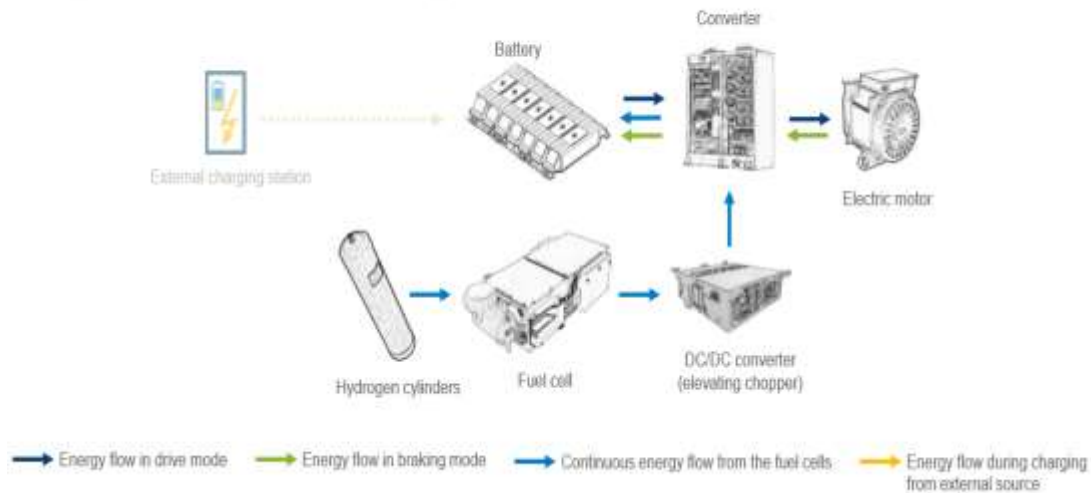 Converter
Battery
External charging station
Electric motor
Hydrogen cylinders
Fuel cell
DC/DC converter
(elevating chopper)
Energy flow in drive mode
Energy flow in braking mode
Continuous energy flow from the fuel cells
Energy flow during charging
from external source